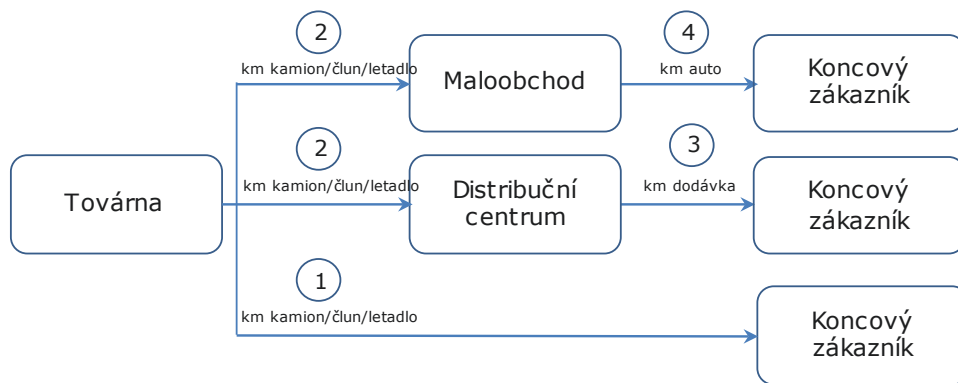 2
km kamion/člun/letadlo
Maloobchod
4
km auto
Koncový
zákazník
Továrna
2
km kamion/člun/letadlo
Distribuční
centrum
3
km dodávka
Koncový
zákazník
1
km kamion/člun/letadlo
Koncový
zákazník